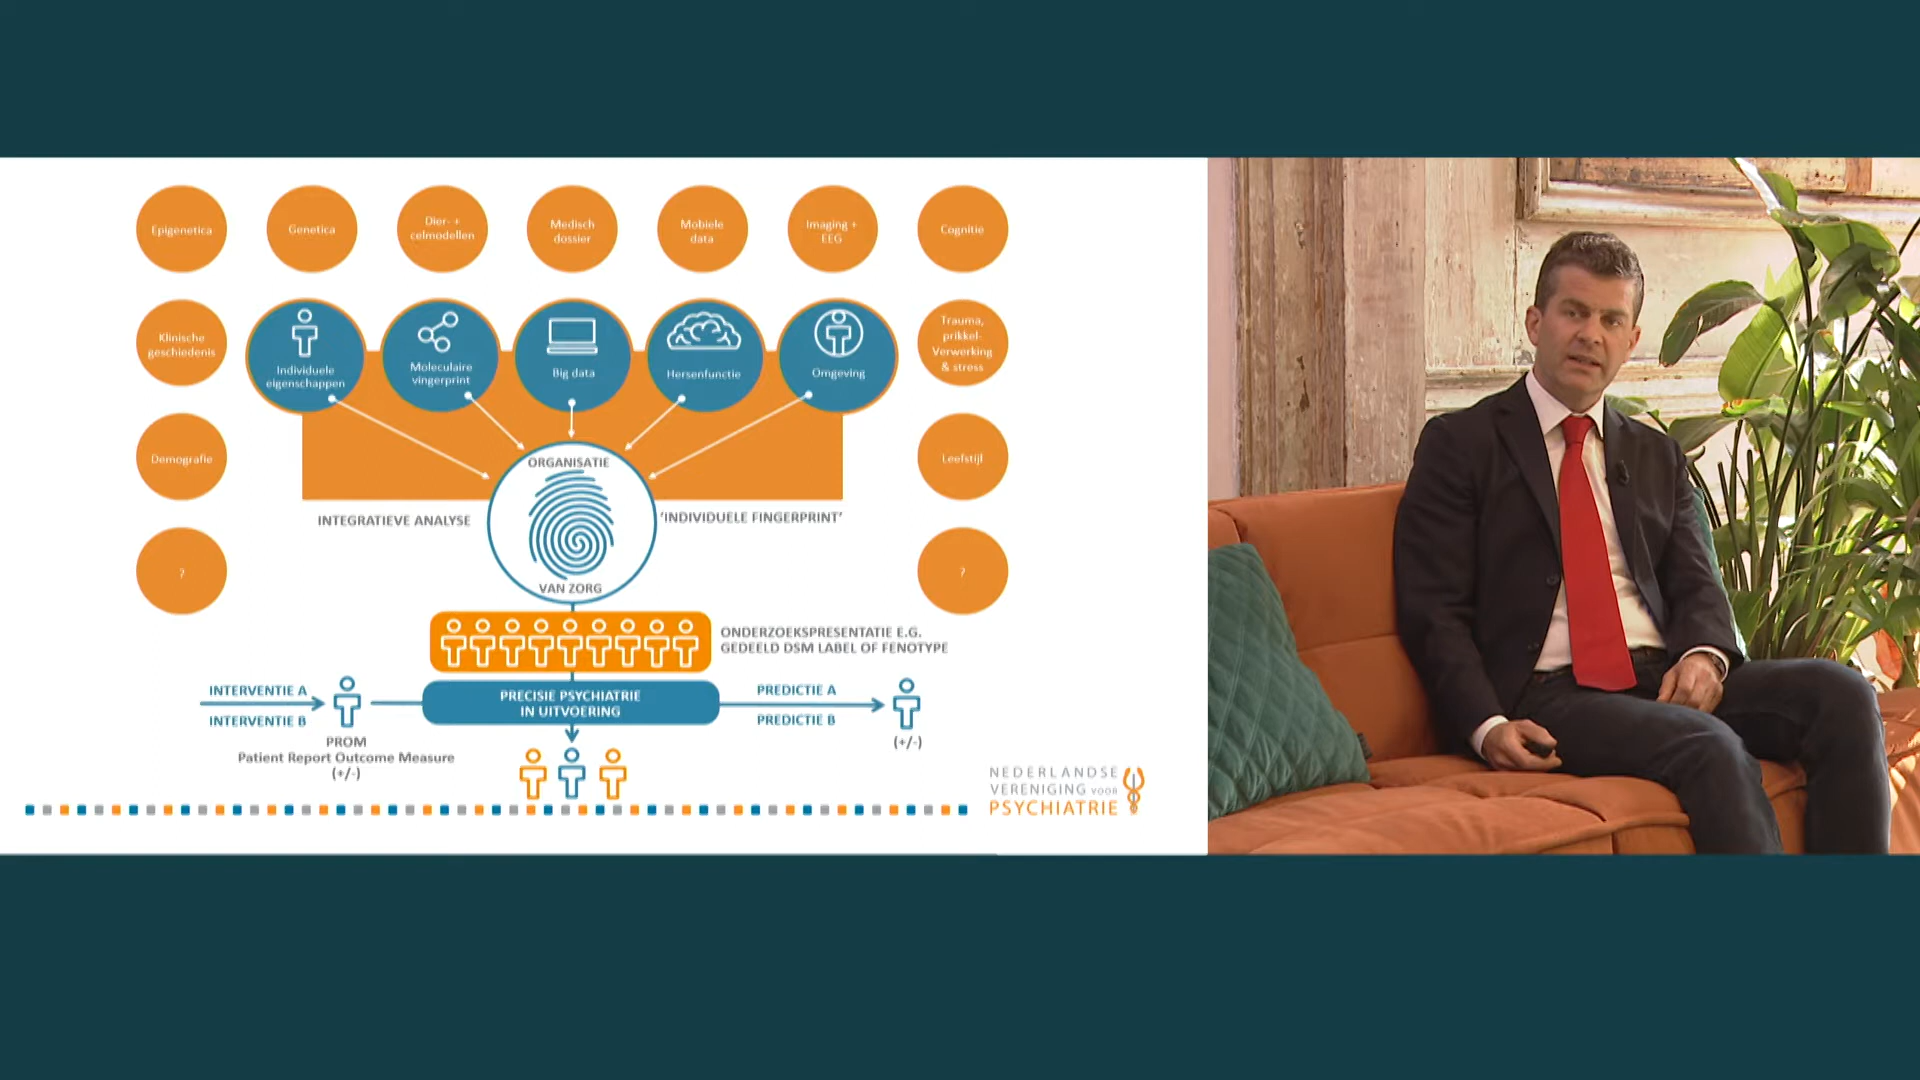 Epigenetica
Genetica
Dier- +
celmodellen
Medisch
dossier
Mobiele
data
Imaging +
EEG
Cognitie
Klinische
geschiedenis
Individuele
eigenschappen
Moleculaire
vingerprint
Big data
Hersenfunctie
Omgeving
Trauma,
prikkel-
Verwerking
& stress
Demografie
Leefstijl
ORGANISATIE
VAN ZORG
INTEGRATIEVE ANALYSE
'INDIVIDUELE FINGERPRINT'
?
?
ONDERZOEKSPRESENTATIE E.G.
GEDEELD DSM LABEL OF FENOTYPE
INTERVENTIE A
INTERVENTIE B
PRECISIE PSYCHIATRIE
IN UITVOERING
PREDICTIE A
PREDICTIE B
PROM
Patient Report Outcome Measure
(+/-)
(+/-)
NEDERLANDSE
VERENIGING VOOR
PSYCHIATRIE